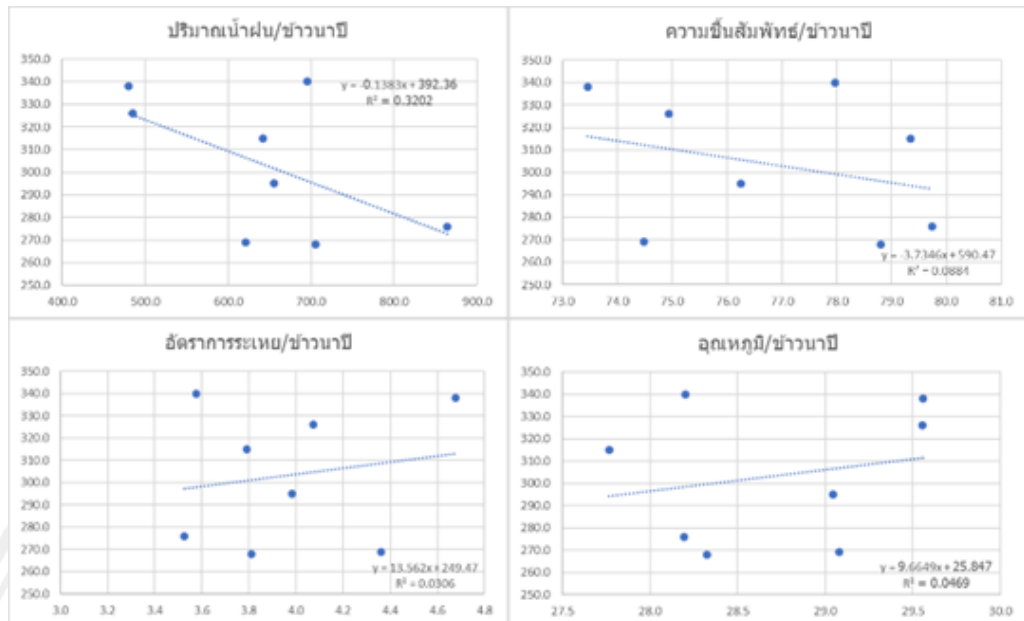 ปริมาณน้ำฝน/ข้าวนาปี
350.0
340.0
330.0
320.0
310.0
300.0
290.0
280.0
270.0
260.0
250.0
y = -0.1383x + 392.36
R² = 0.3202
400.0 500.0 600.0 700.0 800.0 900.0
ความชื้นสัมพัทธ์/ข้าวนาปี
350.0
340.0
330.0
320.0
310.0
300.0
290.0
280.0
270.0
260.0
250.0
y = -3.7346x + 590.47
R² = 0.0884
73.0 74.0 75.0 76.0 77.0 78.0 79.0 80.0 81.0
อัตราการระเหย/ข้าวนาปี
350.0
340.0
330.0
320.0
310.0
300.0
290.0
280.0
270.0
260.0
250.0
y = 13.562x + 249.47
R² = 0.0306
3.0 3.2 3.4 3.6 3.8 4.0 4.2 4.4 4.6 4.8
อุณหภูมิ/ข้าวนาปี
350.0
340.0
330.0
320.0
310.0
300.0
290.0
280.0
270.0
260.0
250.0
y = 9.6649x + 25.847
R² = 0.0469
27.5 28.0 28.5 29.0 29.5 30.0